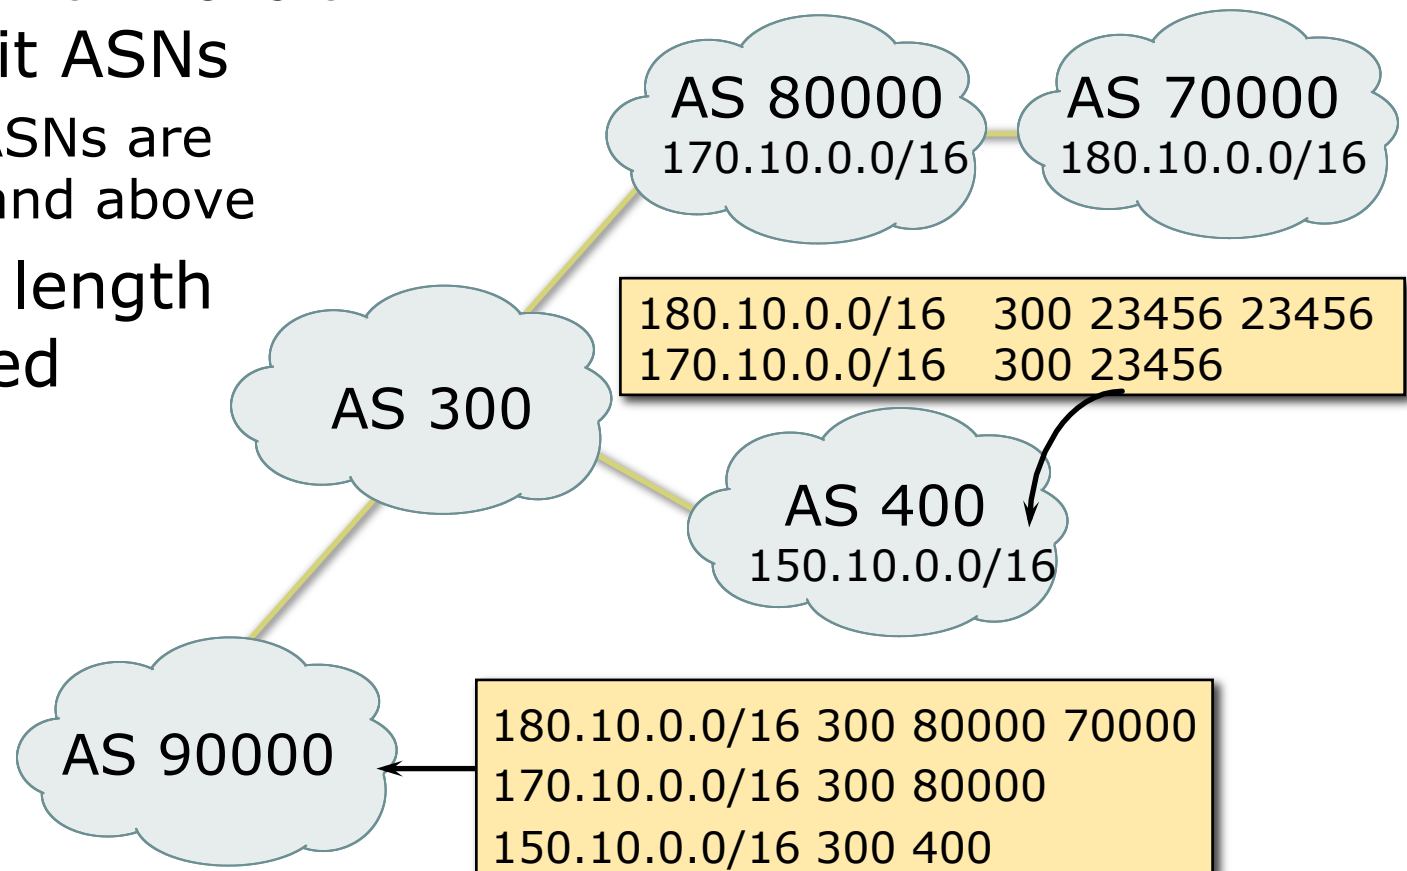 it ASNs
ASNs are
and above
length
ed
AS 80000
170.10.0.0/16
AS 70000
180.10.0.0/16
180.10.0.0/16 300 23456 23456
170.10.0.0/16 300 23456
AS 300
AS 400
150.10.0.0/16
AS 90000
180.10.0.0/16 300 80000 70000
170.10.0.0/16 300 80000
150.10.0.0/16 300 400